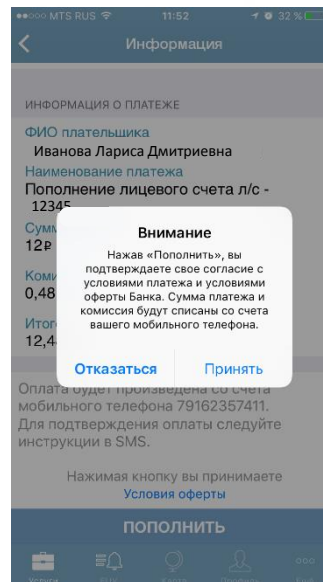 MTS RUS 11:52 32 %
Информация
ИНФОРМАЦИЯ О ПЛАТЕЖЕ
ФИО плательщика
Иванова Лариса Дмитриевна
Наименование платежа
Пополнение лицевого счета л/с -
12345
Сумм
12₽
Коми
0,48
Итог
12,4
Внимание
Нажав «Пополнить», вы
подтверждаете свое согласие с
условиями платежа и условиями
оферты Банка. Сумма платежа и
комиссия будут списаны со счета
вашего мобильного телефона.
Отказаться Принять
Оплата будет произведена со счета
мобильного телефона 79162357411.
Для подтверждения оплаты следуйте
инструкции в SMS.
Нажимая кнопку вы принимаете
Условия оферты
ПОПОЛНИТЬ